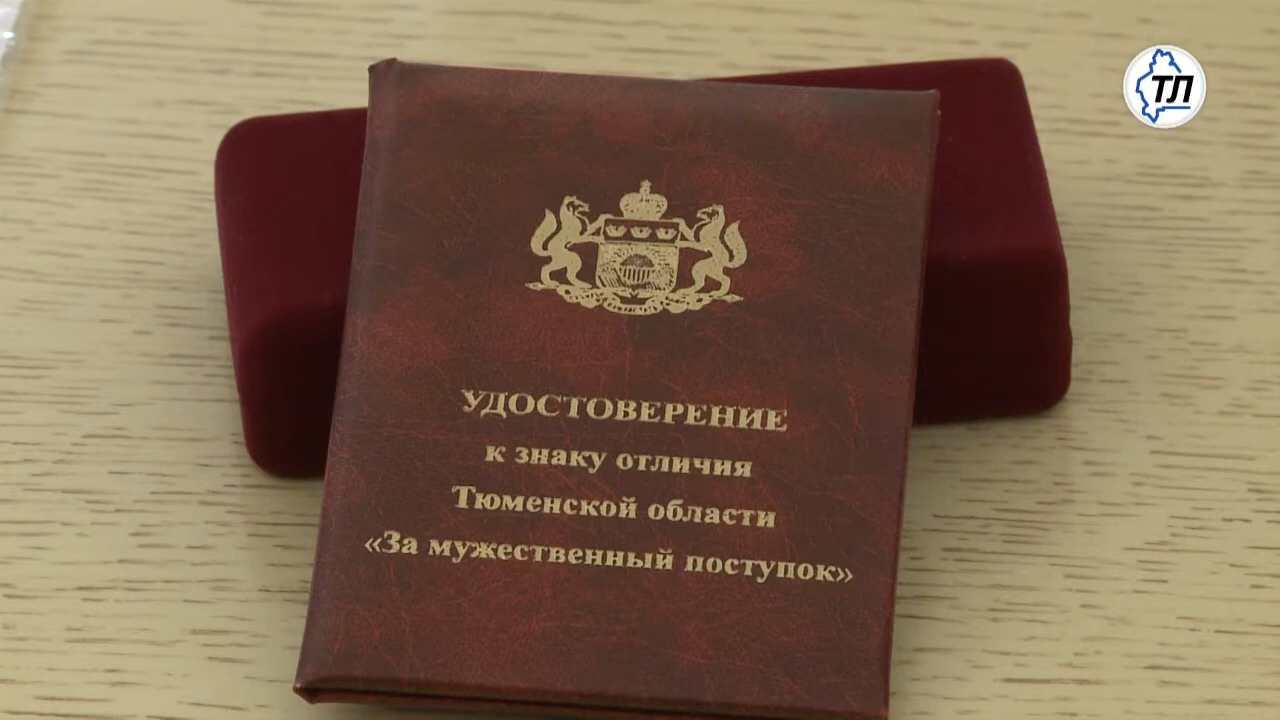 ТЛ
УДОСТОВЕРЕНИЕ
к знаку отличия
Тюменской области
«За мужественный поступок»